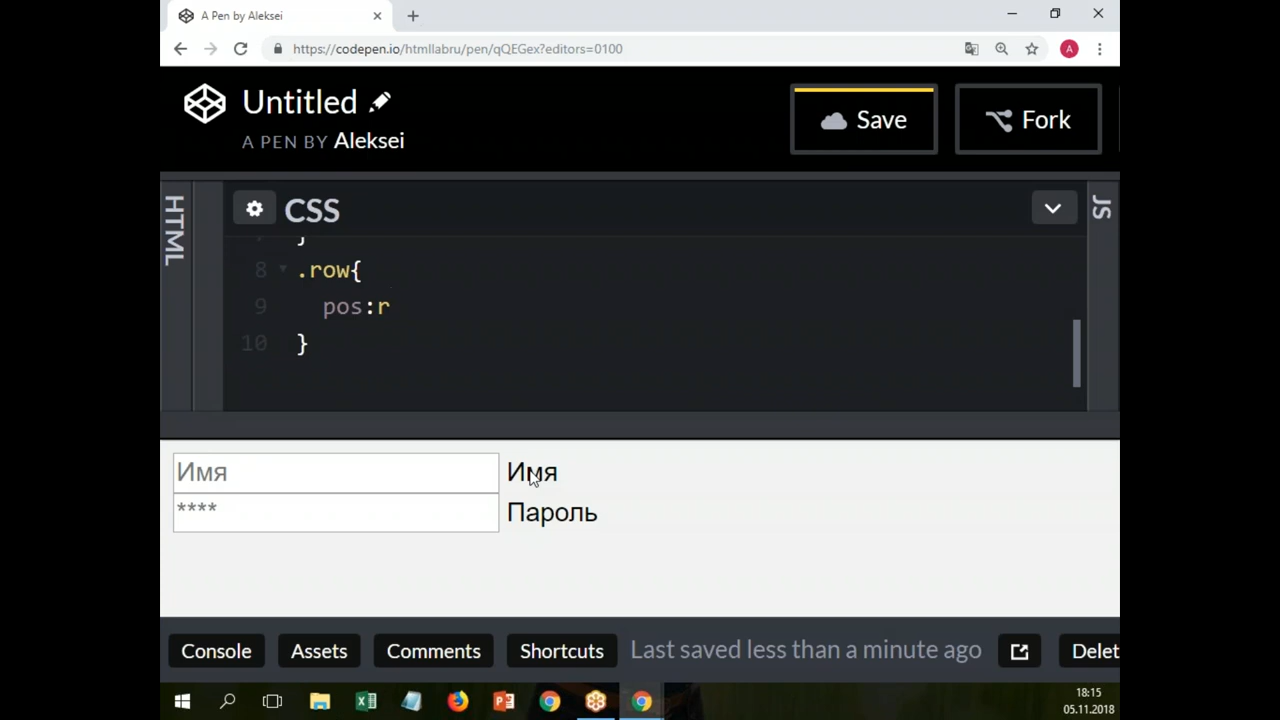 A Pen by Aleksei
https://codepen.io/htmllabru/pen/qQEGex?editors=0100
A
Untitled
A PEN BY Aleksei
Save
Fork
HTML
CSS
JS
}
8 .row{
9 pos:r
10 }
Имя Имя
**** Пароль
Console Assets Comments Shortcuts Last saved less than a minute ago Delet
18:15
05.11.2018